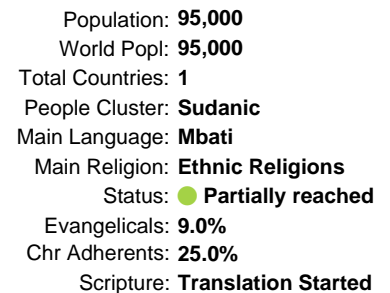 Population: 95,000
World Popl: 95,000
Total Countries: 1
People Cluster: Sudanic
Main Language: Mbati
Main Religion: Ethnic Religions
Status: Partially reached
Evangelicals: 9.0%
Chr Adherents: 25.0%
Scripture: Translation Started